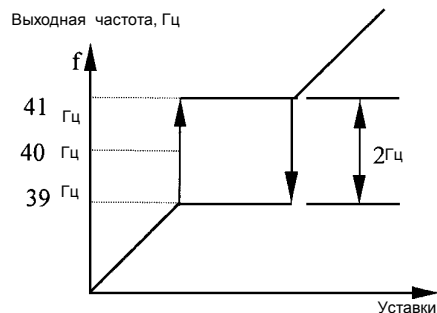 Выходная частота, Гц
f
41 Гц
40 Гц
2Гц
39 Гц
Уставки